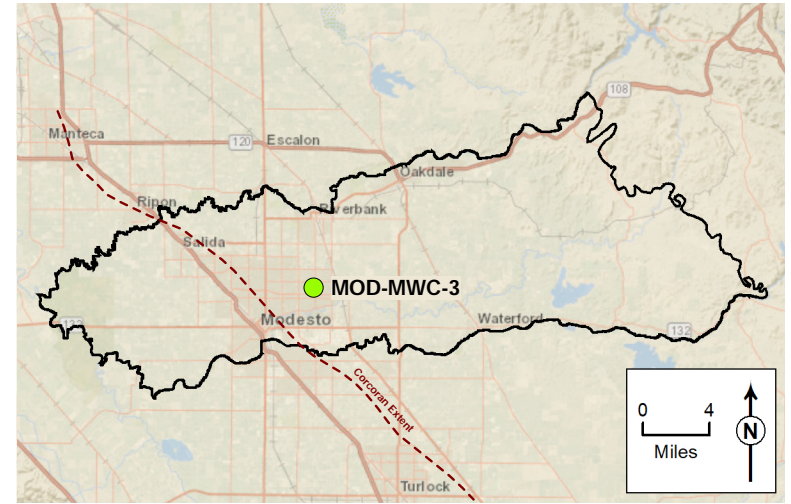 108
Manteca
120
Escalon
Oakdale
Ripon
Riverbank
Salida
MOD-MWC-3
Modesto
Waterford
132
132
Corcoran Extent
Turlock
0 4
Miles
N